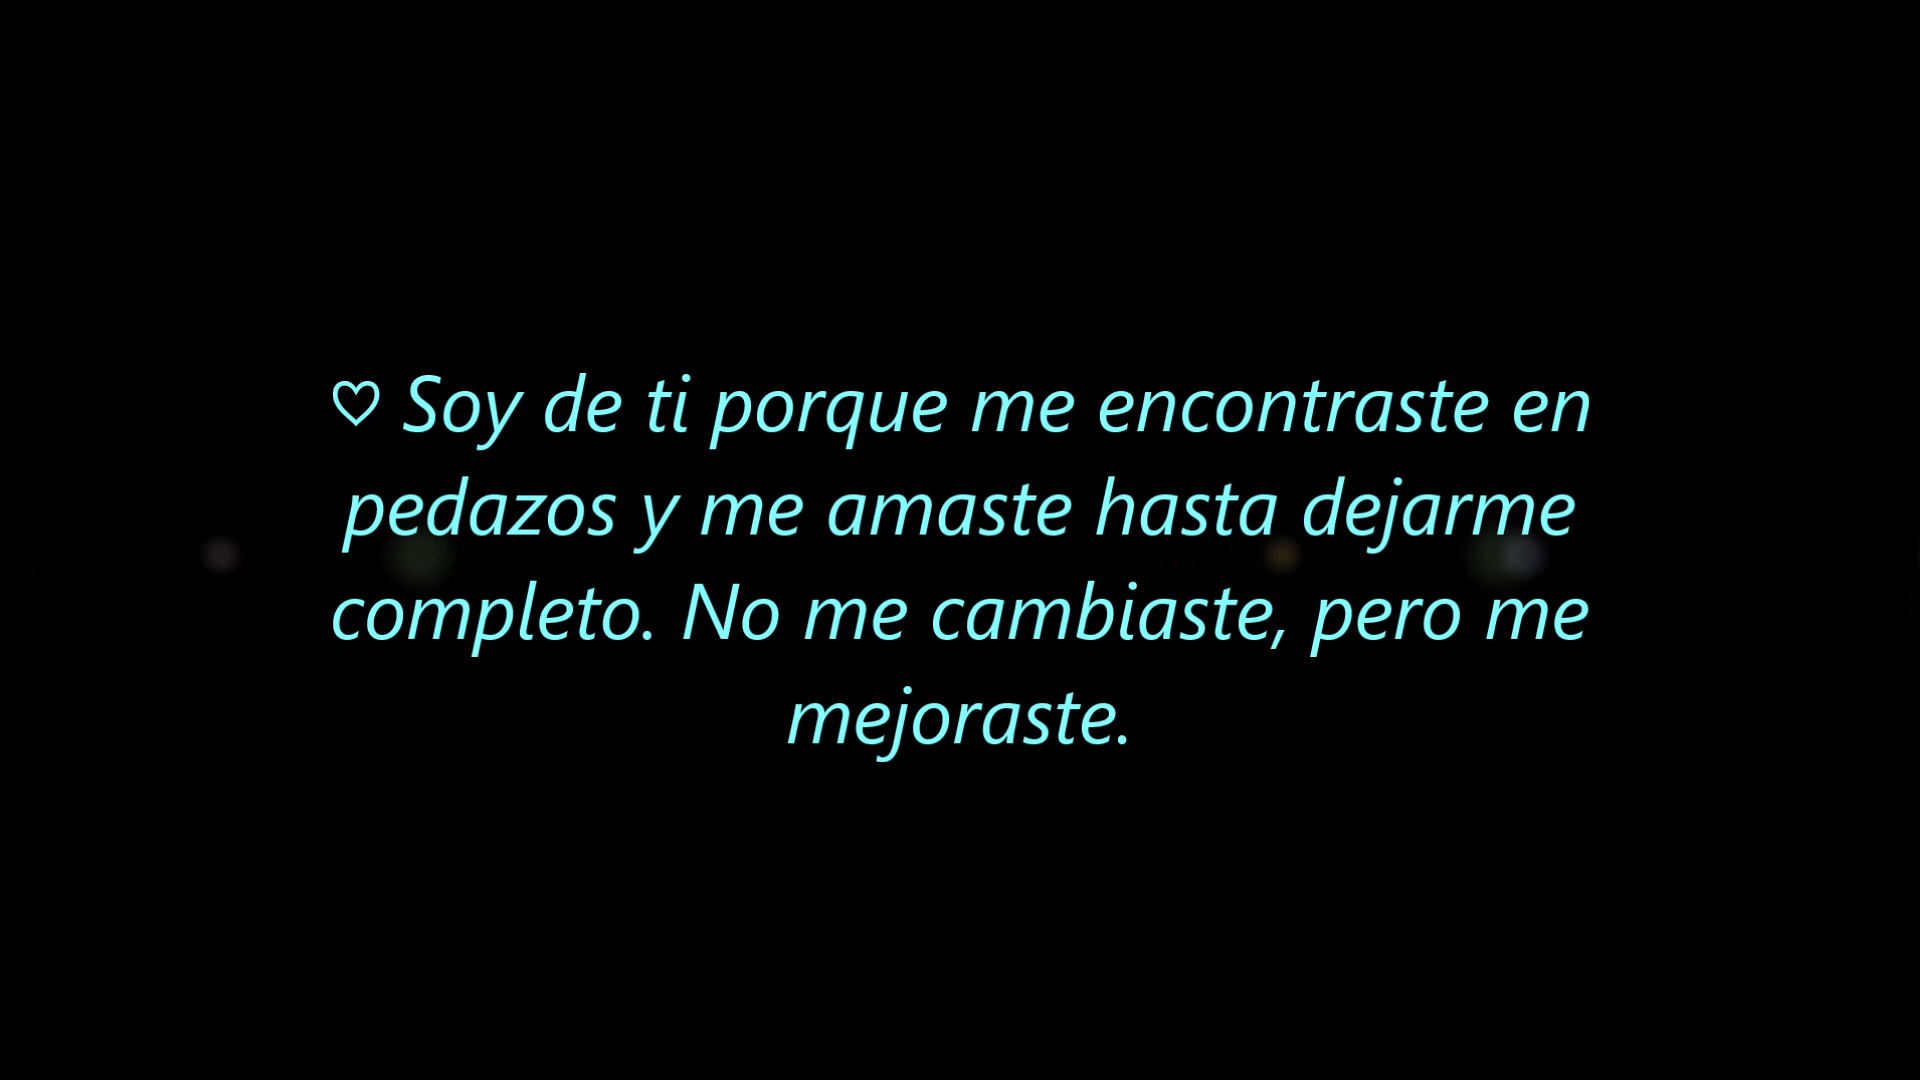 ♡ Soy de ti porque me encontraste en
pedazos y me amaste hasta dejarme
completo. No me cambiaste, pero me
mejoraste.